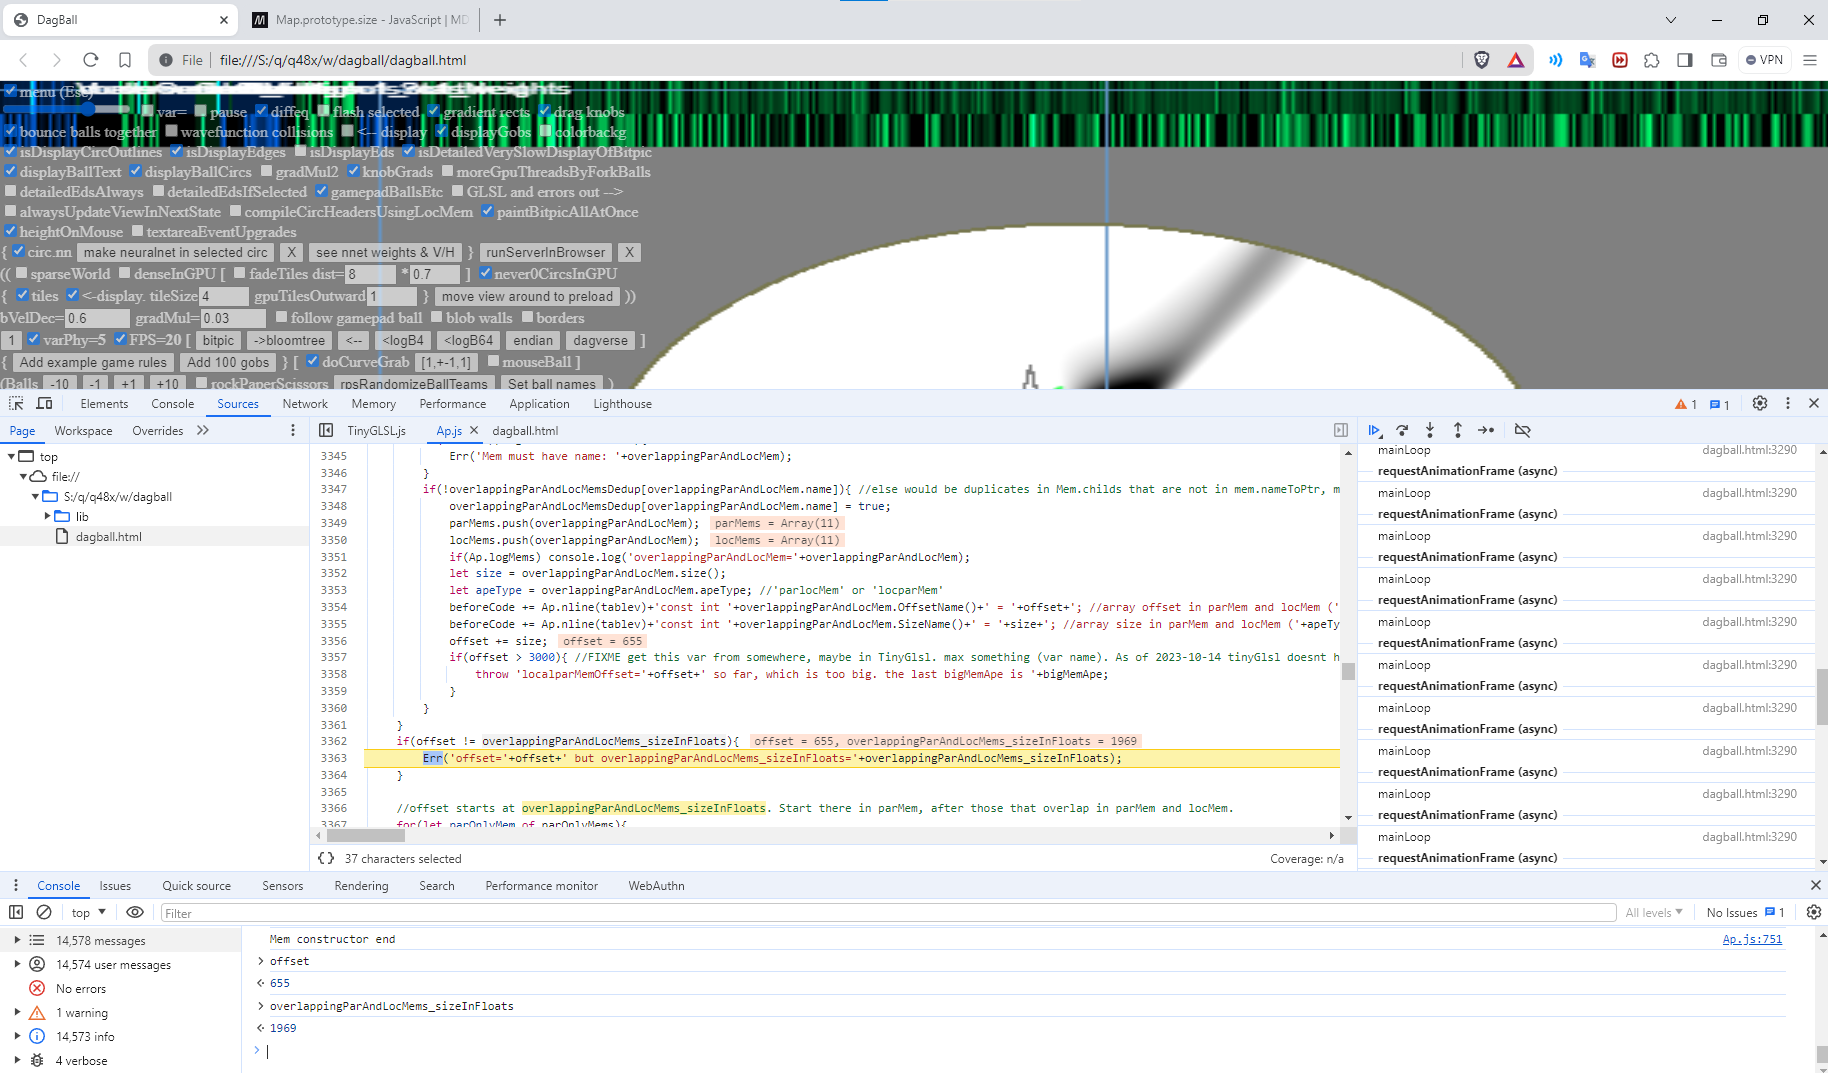 DagBall
Map.prototype.size - JavaScript | MD
File
file:///S:/q/q48x/w/dagball/dagball.html
VPN
menu (Esc)
var= pause diffeq flash selected gradient rects drag knobs
bounce balls together wavefunction collisions <-- display displayGobs colorbackg
isDisplayCircOutlines isDisplayEdges isDisplayEds isDetailedVerySlowDisplayOfBitpic
displayBallText displayBallCircs gradMul2 knobGrads moreGpuThreadsByForkBalls
detailedEdsAlways detailedEdsIfSelected gamepadBallsEtc GLSL and errors out -->
alwaysUpdateViewInNextState compileCircHeadersUsingLocMem paintBitpicAllAtOnce
heightOnMouse textareaEventUpgrades
{ circ.nn make neuralnet in selected circ X see nnet weights & V/H } runServerInBrowser X
(( sparseWorld denseInGPU [ fadeTiles dist= 8 * 0.7 ] never0CircsInGPU
{ tiles <-display. tileSize 4 gpuTilesOutward 1 } move view around to preload ))
bVelDec= 0.6 gradMul= 0.03 follow gamepad ball blob walls borders
1 varPhy=5 FPS=20 [ bitpic ->bloomtree <-- <logB4 <logB64 endian dagverse ]
{ Add example game rules Add 100 gobs } [ doCurveGrab [1,+-1,1] mouseBall ]
(Balls -10 -1 +1 +10 rockPaperScissors rpsRandomizeBallTeams Set ball names )
Elements Console Sources Network Memory Performance Application Lighthouse 1 1
Page Workspace Overrides
TinyGLSL.js Ap.js dagball.html
top
file://
S:/q/q48x/w/dagball
lib
dagball.html
3345 Err('Mem must have name: '+overlappingParAndLocMem);
3346 }
3347 if(!overlappingParAndLocMemsDedup[overlappingParAndLocMem.name]){ //else would be duplicates in Mem.childs that are not in mem.nameToPtr, m
3348 overlappingParAndLocMemsDedup[overlappingParAndLocMem.name] = true;
3349 parMems.push(overlappingParAndLocMem); parMems = Array(11)
3350 locMems.push(overlappingParAndLocMem); locMems = Array(11)
3351 if(Ap.logMems) console.log('overlappingParAndLocMem='+overlappingParAndLocMem);
3352 let size = overlappingParAndLocMem.size();
3353 let apeType = overlappingParAndLocMem.apeType; //'parlocMem' or 'locparMem'
3354 beforeCode += Ap.nline(tablev)+'const int '+overlappingParAndLocMem.OffsetName()+' = '+offset+'; //array offset in parMem and locMem ('
3355 beforeCode += Ap.nline(tablev)+'const int '+overlappingParAndLocMem.SizeName()+' = '+size+'; //array size in parMem and locMem ('+apeTy
3356 offset += size; offset = 655
3357 if(offset > 3000){ //FIXME get this var from somewhere, maybe in TinyGlsl. max something (var name). As of 2023-10-14 tinyGlsl doesnt h
3358 throw 'localparMemOffset='+offset+' so far, which is too big. the last bigMemApe is '+bigMemApe;
3359 }
3360 }
3361 }
3362 if(offset != overlappingParAndLocMems_sizeInFloats){ offset = 655, overlappingParAndLocMems_sizeInFloats = 1969
3363 Err('offset='+offset+' but overlappingParAndLocMems_sizeInFloats='+overlappingParAndLocMems_sizeInFloats);
3364 }
3365
3366 //offset starts at overlappingParAndLocMems_sizeInFloats. Start there in parMem, after those that overlap in parMem and locMem.
3367 for(let parOnlyMem of parOnlyMems){
{} 37 characters selected Coverage: n/a
mainLoop dagball.html:3290
requestAnimationFrame (async)
mainLoop dagball.html:3290
requestAnimationFrame (async)
mainLoop dagball.html:3290
requestAnimationFrame (async)
mainLoop dagball.html:3290
requestAnimationFrame (async)
mainLoop dagball.html:3290
requestAnimationFrame (async)
mainLoop dagball.html:3290
requestAnimationFrame (async)
mainLoop dagball.html:3290
requestAnimationFrame (async)
mainLoop dagball.html:3290
requestAnimationFrame (async)
mainLoop dagball.html:3290
requestAnimationFrame (async)
mainLoop dagball.html:3290
requestAnimationFrame (async)
Console Issues Quick source Sensors Rendering Search Performance monitor WebAuthn
top Filter All levels No Issues 1
14,578 messages
14,574 user messages
No errors
1 warning
14,573 info
4 verbose
Mem constructor end Ap.js:751
> offset
655
> overlappingParAndLocMems_sizeInFloats
1969
>